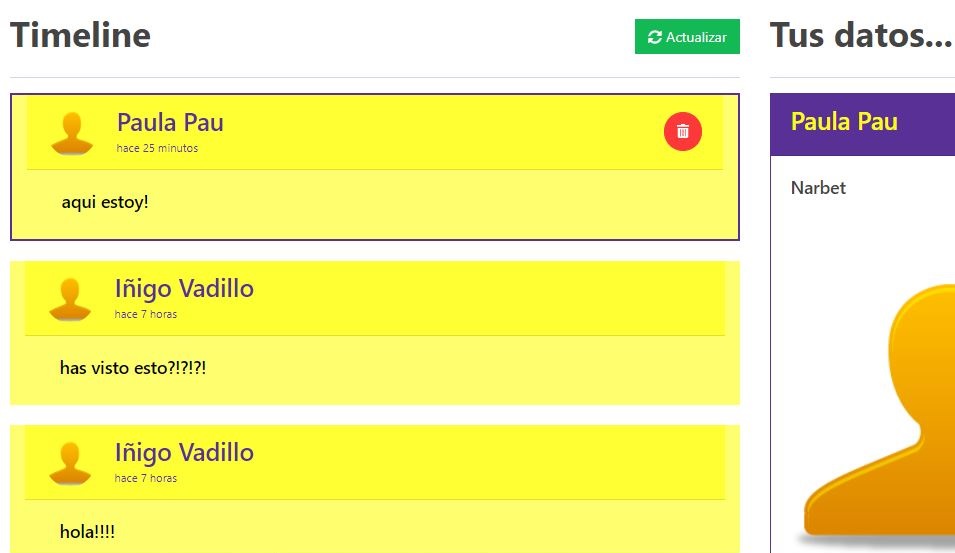 Timeline
Actualizar
Paula Pau
hace 25 minutos
aqui estoy!
Iñigo Vadillo
hace 7 horas
has visto esto?!?!?!
Iñigo Vadillo
hace 7 horas
hola!!!!
Tus datos...
Paula Pau
Narbet